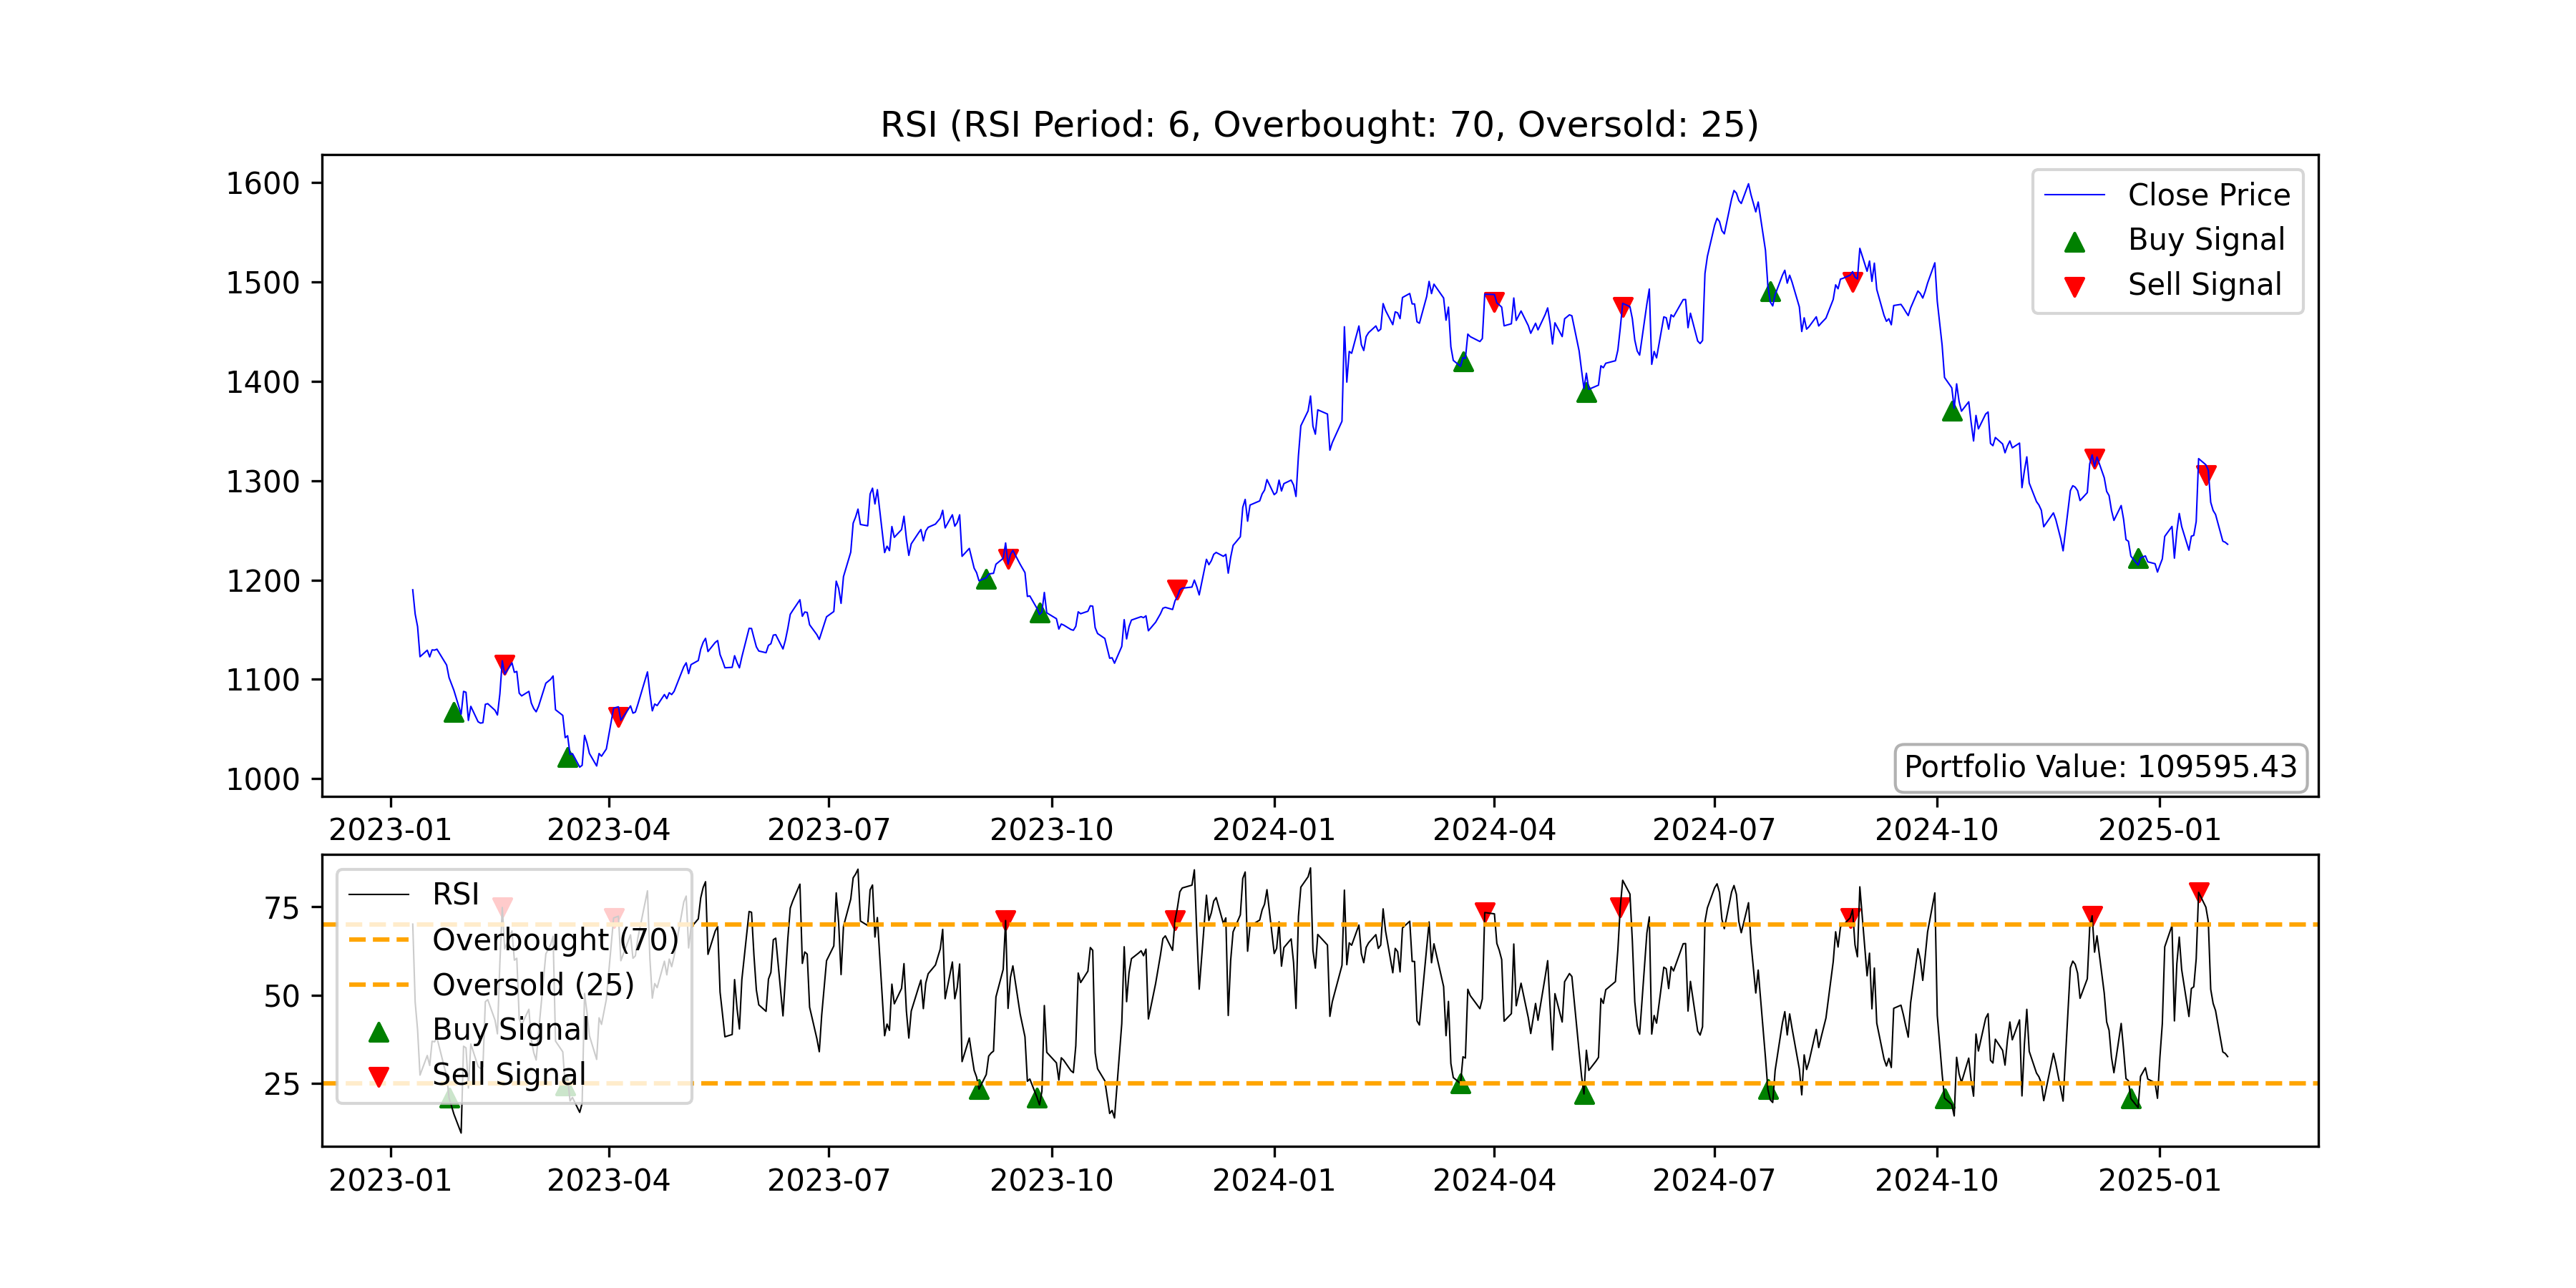 RSI (RSI Period: 6, Overbought: 70, Oversold: 25)
1600
1500
1400
1300
1200
1100
1000
Close Price
Buy Signal
Sell Signal
Portfolio Value: 109595.43
2023-01 2023-04 2023-07 2023-10 2024-01 2024-04 2024-07 2024-10 2025-01
75
50
25
RSI
Overbought (70)
Oversold (25)
Buy Signal
Sell Signal
2023-01 2023-04 2023-07 2023-10 2024-01 2024-04 2024-07 2024-10 2025-01